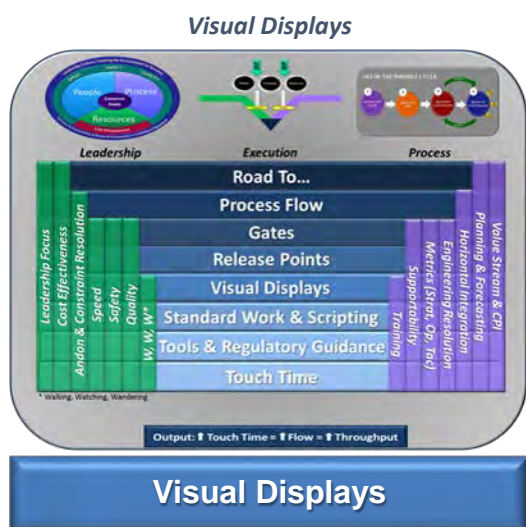 Visual Displays
People
Process
Common Goals
Resources
Leadership
Execution
Process
Road To...
Process Flow
Gates
Release Points
Visual Displays
Standard Work & Scripting
Tools & Regulatory Guidance
Touch Time
Leadership Focus
Cost Effectiveness
Andon & Constraint Resolution
Speed
Safety
Quality
W, W, W*
Training
Supportability
Metrics (Strat, Op, Tac)
Engineering Resolution
Horizontal Integration
Planning & Forecasting
Value Stream & CPI
* Walking, Watching, Wandering
Output: ⬆ Touch Time = ⬆ Flow = ⬆ Throughput
Visual Displays